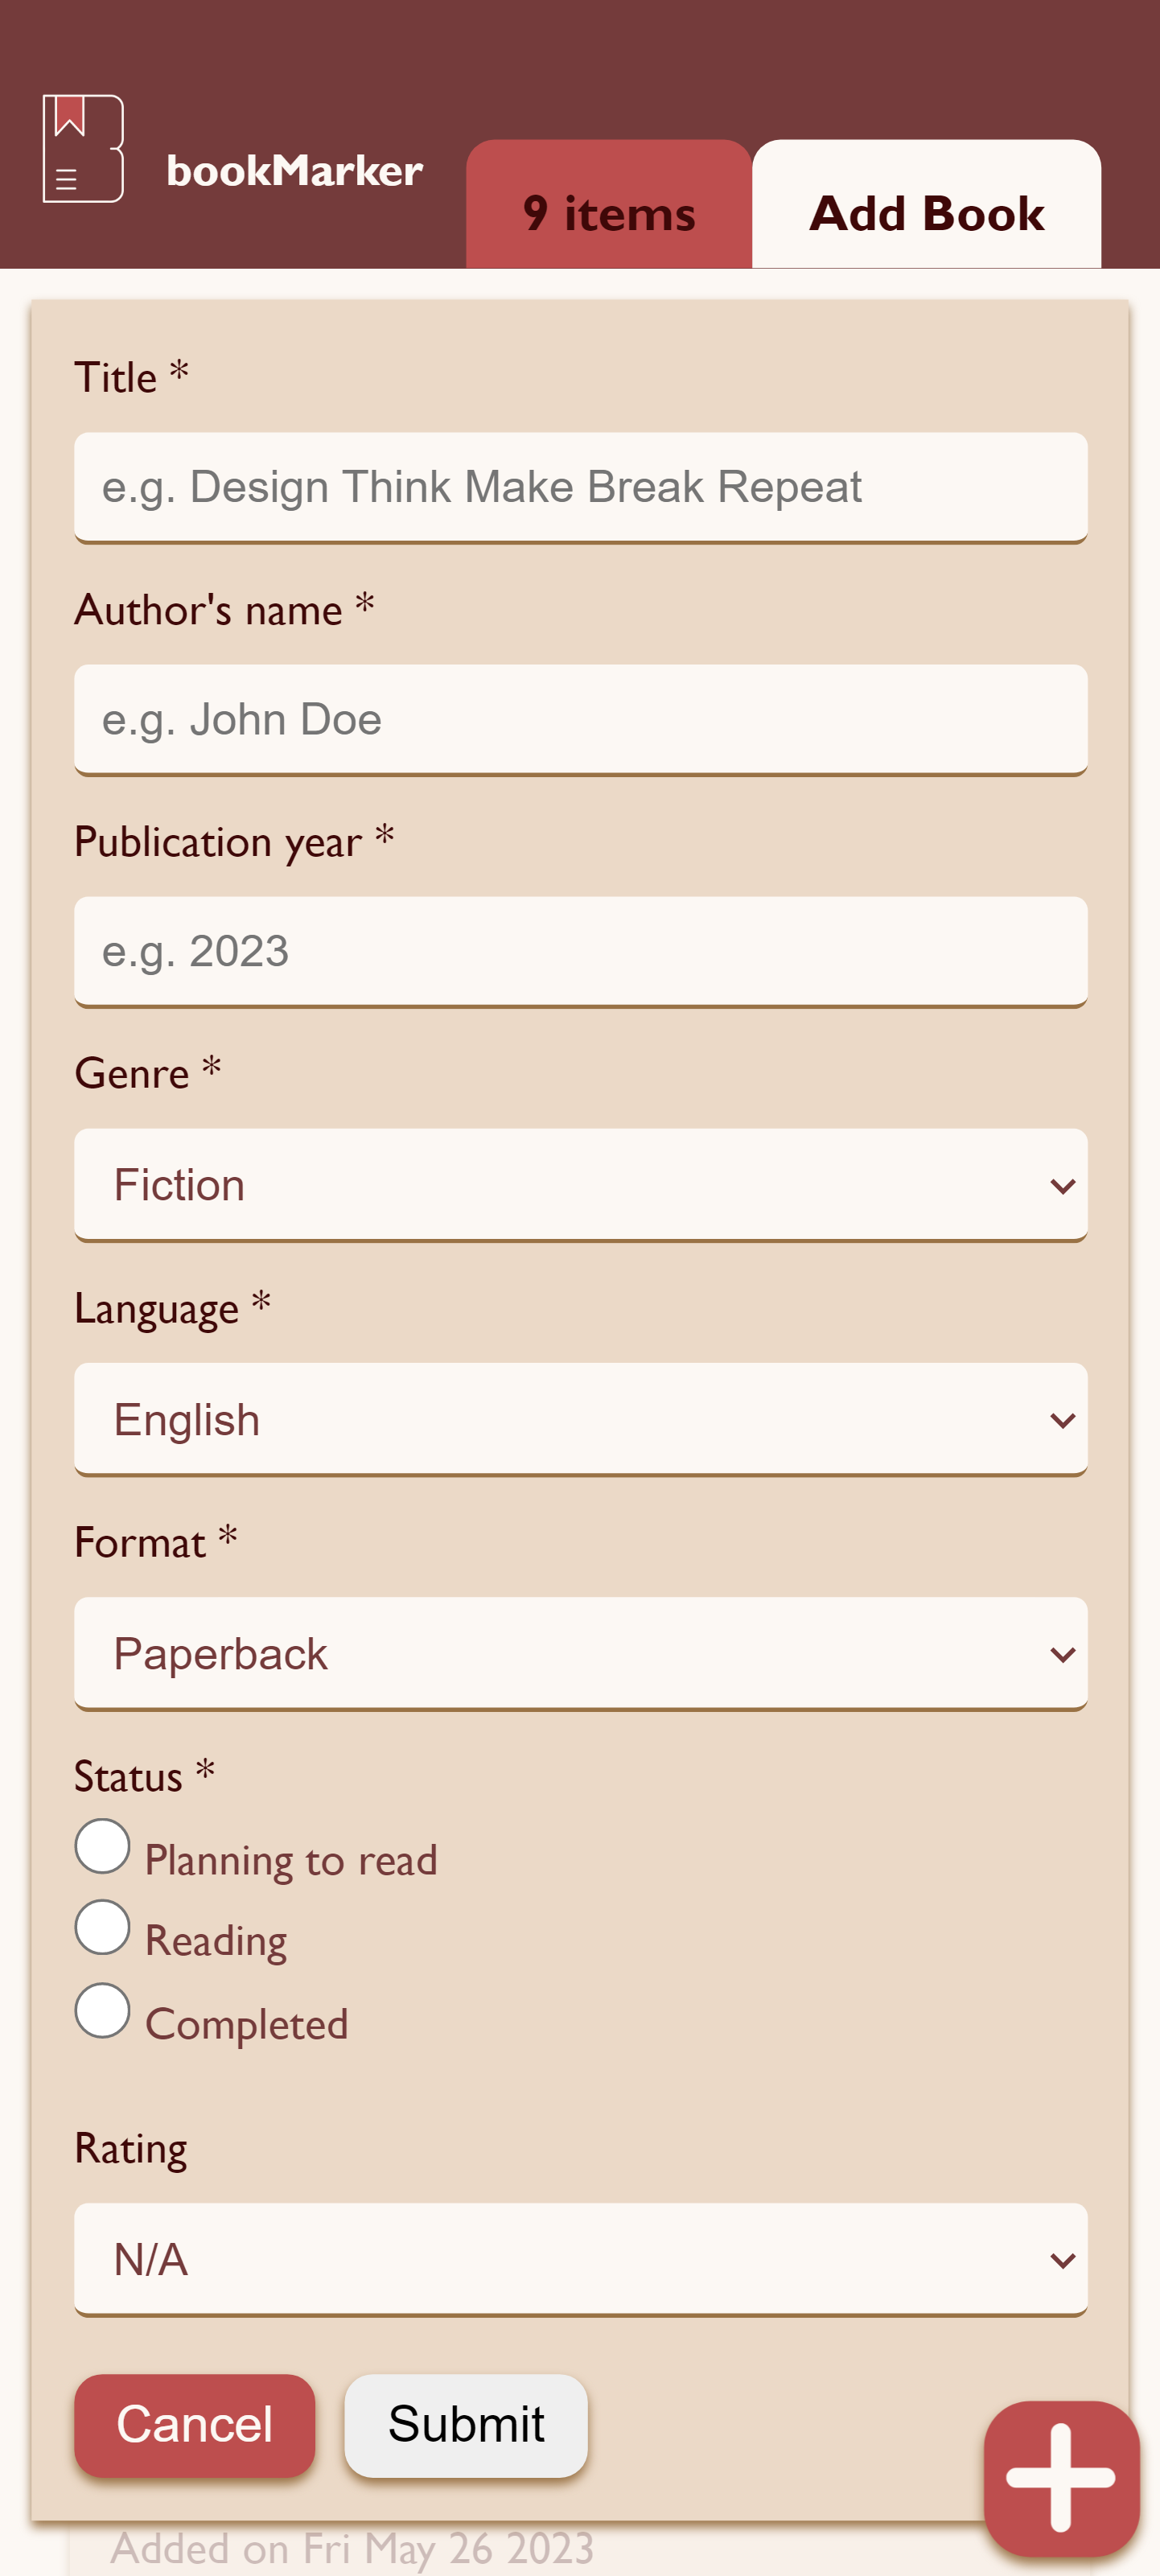 bookMarker
9 items
Add Book
Title *
e.g. Design Think Make Break Repeat
Author's name *
e.g. John Doe
Publication year *
e.g. 2023
Genre *
Fiction
Language *
English
Format *
Paperback
Status *
Planning to read
Reading
Completed
Rating
N/A
Cancel
Submit
Added on Fri May 26 2023